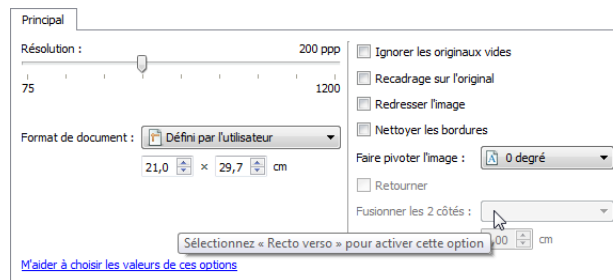 Principal
Résolution :
200 ppp
75
1200
Format de document :
Défini par l'utilisateur
21,0 × 29,7 cm
Ignorer les originaux vides
Recadrage sur l'original
Redresser l'image
Nettoyer les bordures
Faire pivoter l'image :
0 degré
Retourner
Fusionner les 2 côtés :
,00 cm
Sélectionnez « Recto verso » pour activer cette option
M'aider à choisir les valeurs de ces options